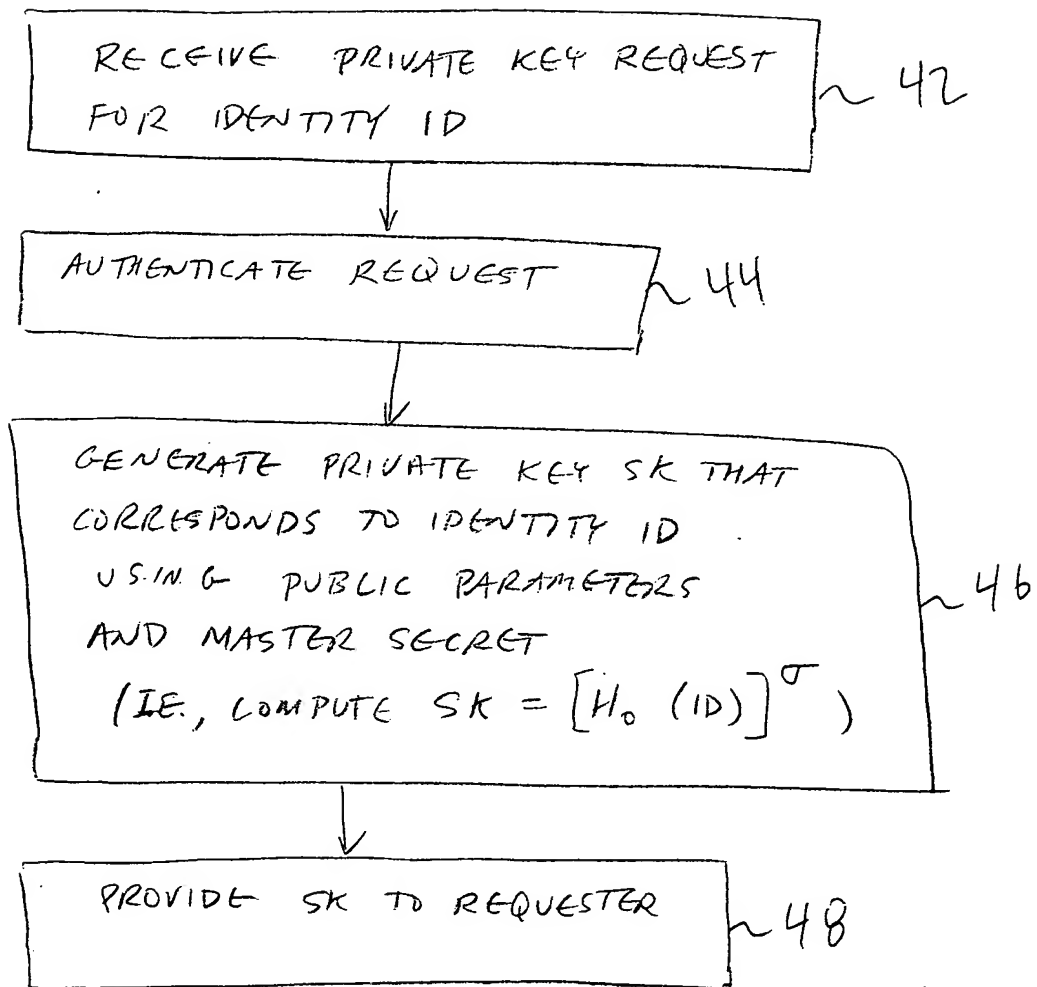 RECEIVE PRIVATE KEY REQUEST
FOR IDENTITY ID
~ 42
AUTHENTICATE REQUEST
~ 44
GENERATE PRIVATE KEY SK THAT
CORRESPONDS TO IDENTITY ID
USING PUBLIC PARAMETERS
AND MASTER SECRET
(IE., COMPUTE SK = [H₀ (ID)]^σ)
~ 46
PROVIDE SK TO REQUESTER
~ 48